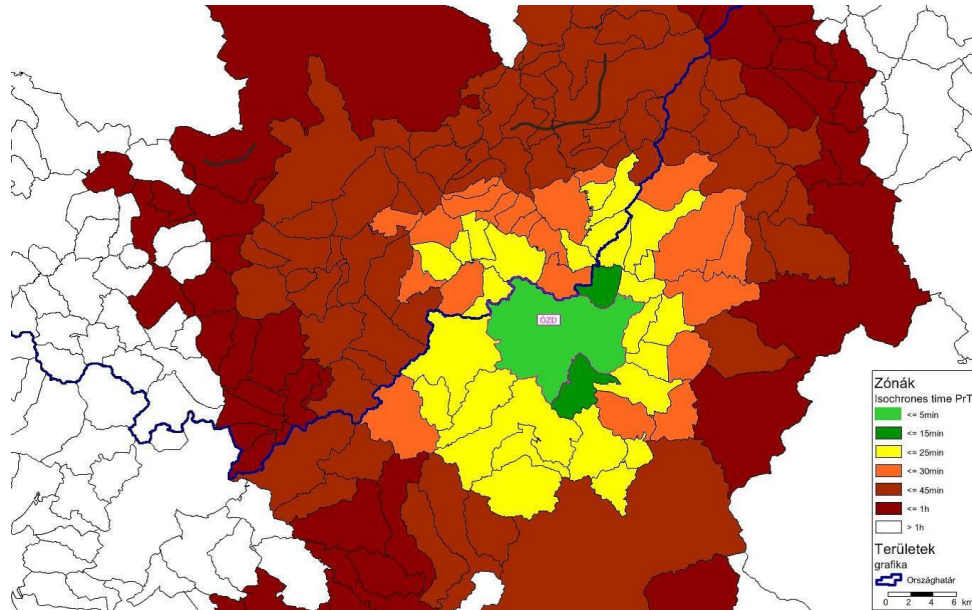 ÓZD
Zónák
Isochrones time PrT
<= 5min
<= 15min
<= 25min
<= 30min
<= 45min
<= 1h
> 1h
Területek
grafika
Országhatár
0 2 4 6 km